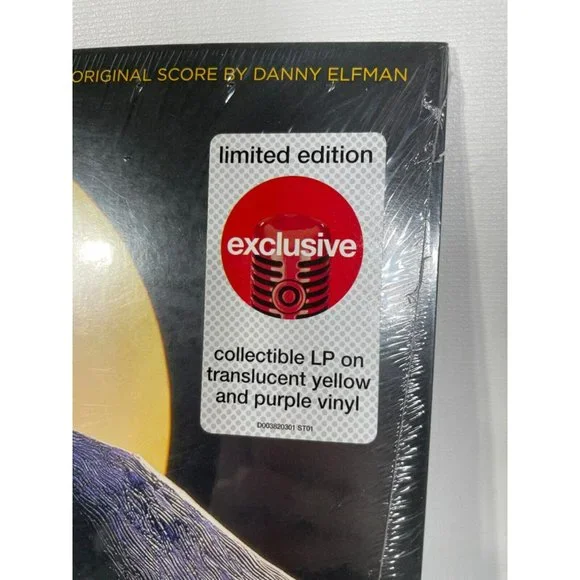 ORIGINAL SCORE BY DANNY ELFMAN
limited edition
exclusive
collectible LP on
translucent yellow
and purple vinyl
D003820301 ST01